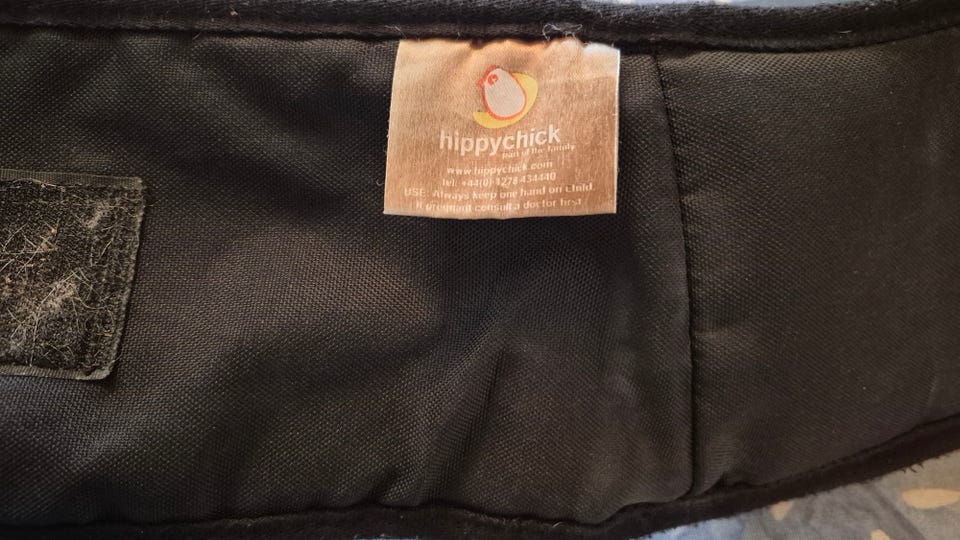 hippychick
part of the family
www.hippychick.com
tel: +44(0) 1278 434440
USE: Always keep one hand on child.
If pregnant consult a doctor first